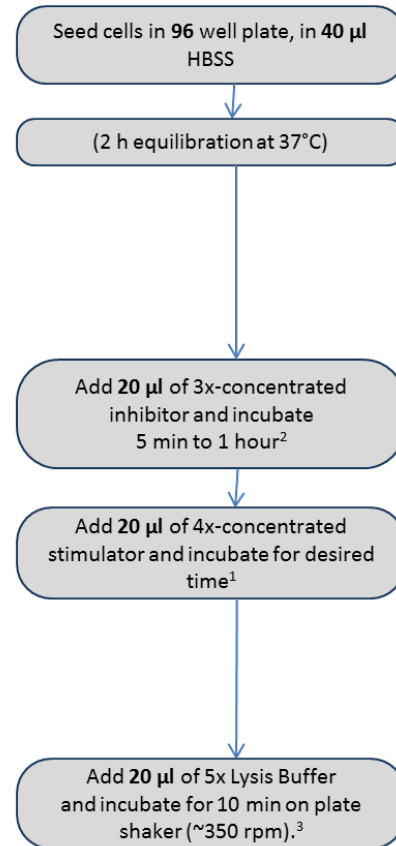 Seed cells in 96 well plate, in 40 µl
HBSS
(2 h equilibration at 37°C)
Add 20 µl of 3x-concentrated
inhibitor and incubate
5 min to 1 hour²
Add 20 µl of 4x-concentrated
stimulator and incubate for desired
time¹
Add 20 µl of 5x Lysis Buffer
and incubate for 10 min on plate
shaker (~350 rpm).³